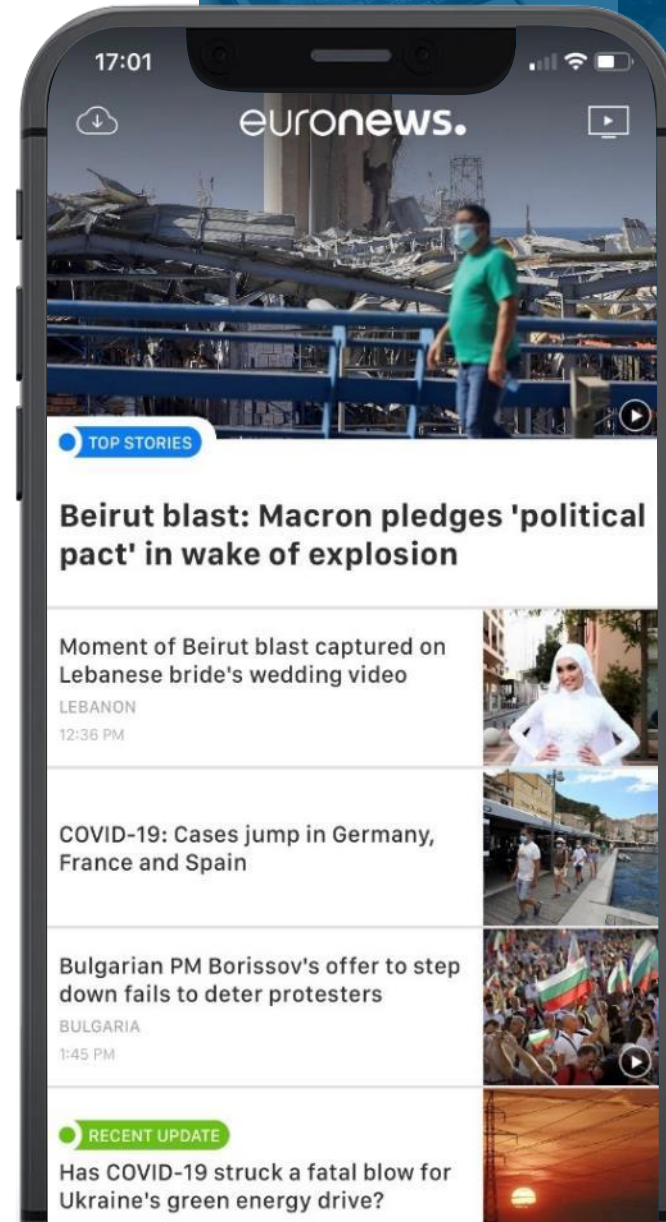 17:01
euronews.
TOP STORIES
Beirut blast: Macron pledges 'political
pact' in wake of explosion
Moment of Beirut blast captured on
Lebanese bride's wedding video
LEBANON
12:36 PM
COVID-19: Cases jump in Germany,
France and Spain
Bulgarian PM Borissov's offer to step
down fails to deter protesters
BULGARIA
1:45 PM
RECENT UPDATE
Has COVID-19 struck a fatal blow for
Ukraine's green energy drive?